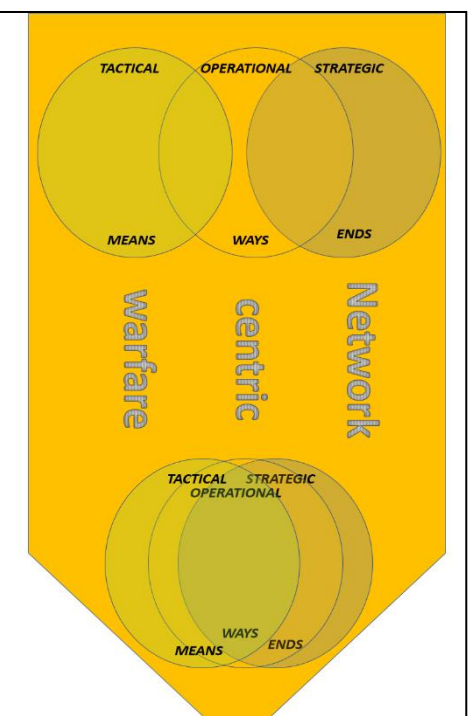 TACTICAL OPERATIONAL STRATEGIC
MEANS WAYS ENDS
Network
centric
warfare
TACTICAL STRATEGIC
OPERATIONAL
WAYS
MEANS ENDS